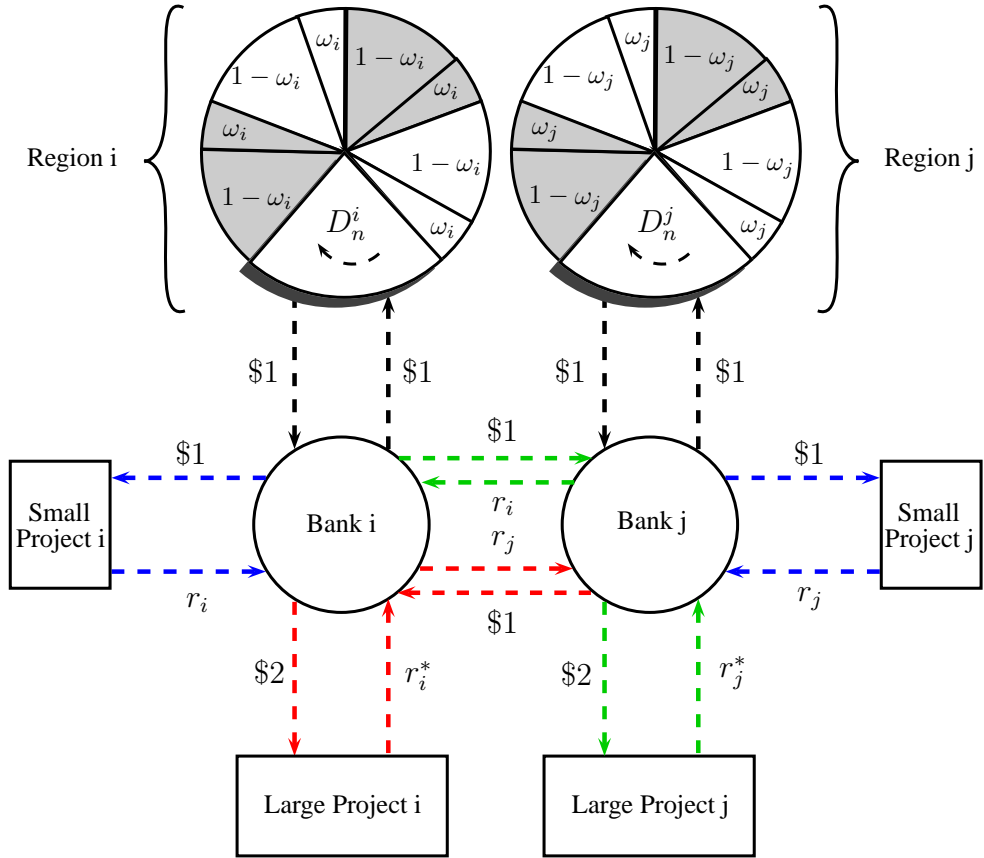 ω_i
1 − ω_i
1 − ω_i
ω_i
ω_i
1 − ω_i
1 − ω_i
D_n^i
ω_i
ω_j
1 − ω_j
1 − ω_j
ω_j
ω_j
1 − ω_j
1 − ω_j
D_n^j
ω_j
Region i
Region j
$1
$1
$1
$1
$1
$1
$1
Small
Project i
Bank i
r_i
r_j
Bank j
Small
Project j
r_i
$1
r_j
$2
r_i^*
$2
r_j^*
Large Project i
Large Project j